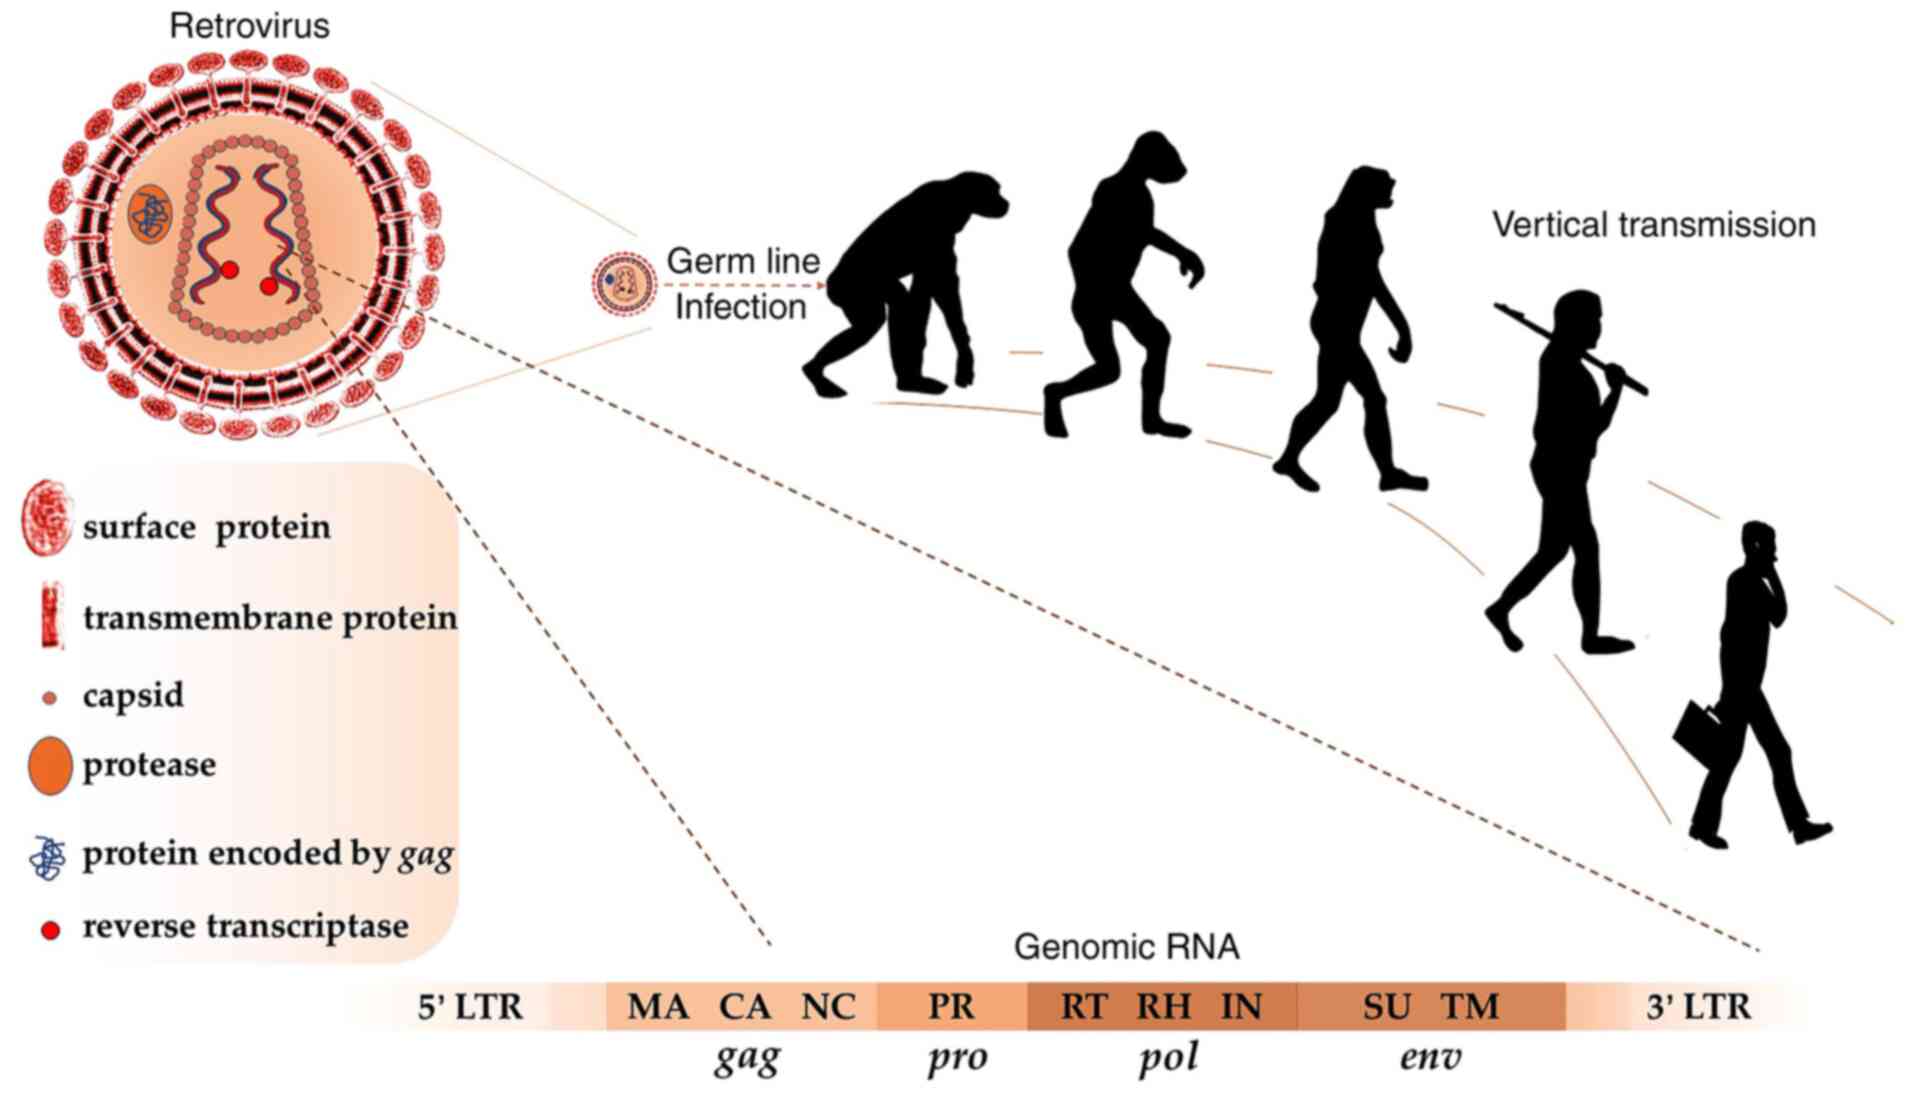 Retrovirus
Germ line
Infection
Vertical transmission
surface protein
transmembrane protein
capsid
protease
protein encoded by gag
reverse transcriptase
Genomic RNA
5’ LTR MA CA NC PR RT RH IN SU TM 3’ LTR
gag pro pol env